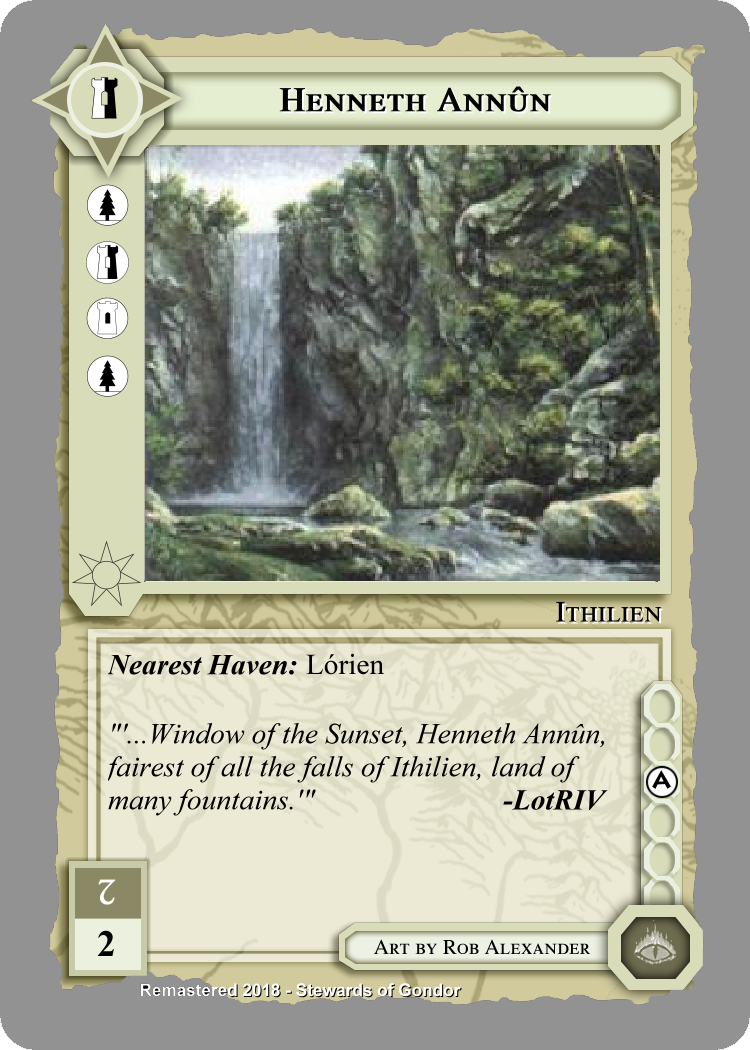 Henneth Annûn
Ithilien
Nearest Haven: Lórien
"'...Window of the Sunset, Henneth Annûn,
fairest of all the falls of Ithilien, land of
many fountains.'" -LotRIV
A
2
2
Art by Rob Alexander
Remastered 2018 - Stewards of Gondor